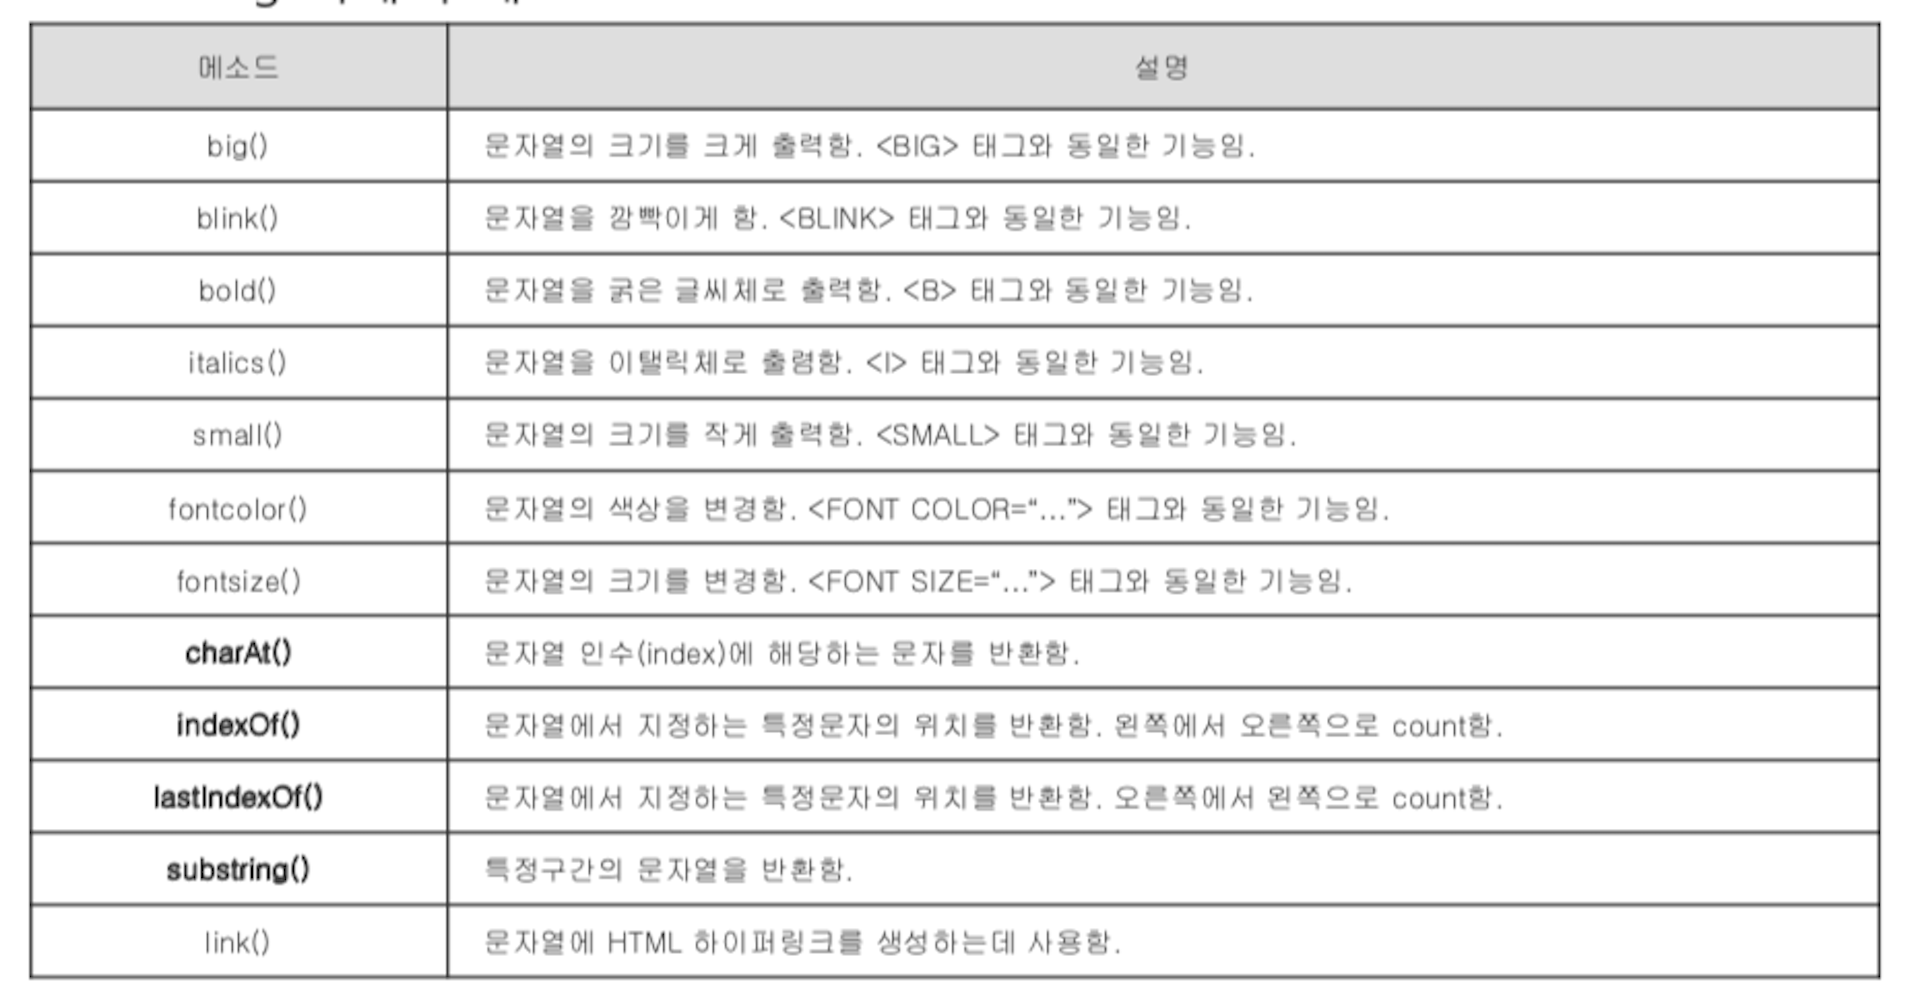 메소드 설명
big() 문자열의 크기를 크게 출력함. <BIG> 태그와 동일한 기능임.
blink() 문자열을 깜빡이게 함. <BLINK> 태그와 동일한 기능임.
bold() 문자열을 굵은 글씨체로 출력함. <B> 태그와 동일한 기능임.
italics() 문자열을 이탤릭체로 출렴함. <I> 태그와 동일한 기능임.
small() 문자열의 크기를 작게 출력함. <SMALL> 태그와 동일한 기능임.
fontcolor() 문자열의 색상을 변경함. <FONT COLOR=“...”> 태그와 동일한 기능임.
fontsize() 문자열의 크기를 변경함. <FONT SIZE=“...”> 태그와 동일한 기능임.
charAt() 문자열 인수(index)에 해당하는 문자를 반환함.
indexOf() 문자열에서 지정하는 특정문자의 위치를 반환함. 왼쪽에서 오른쪽으로 count함.
lastIndexOf() 문자열에서 지정하는 특정문자의 위치를 반환함. 오른쪽에서 왼쪽으로 count함.
substring() 특정구간의 문자열을 반환함.
link() 문자열에 HTML 하이퍼링크를 생성하는데 사용함.